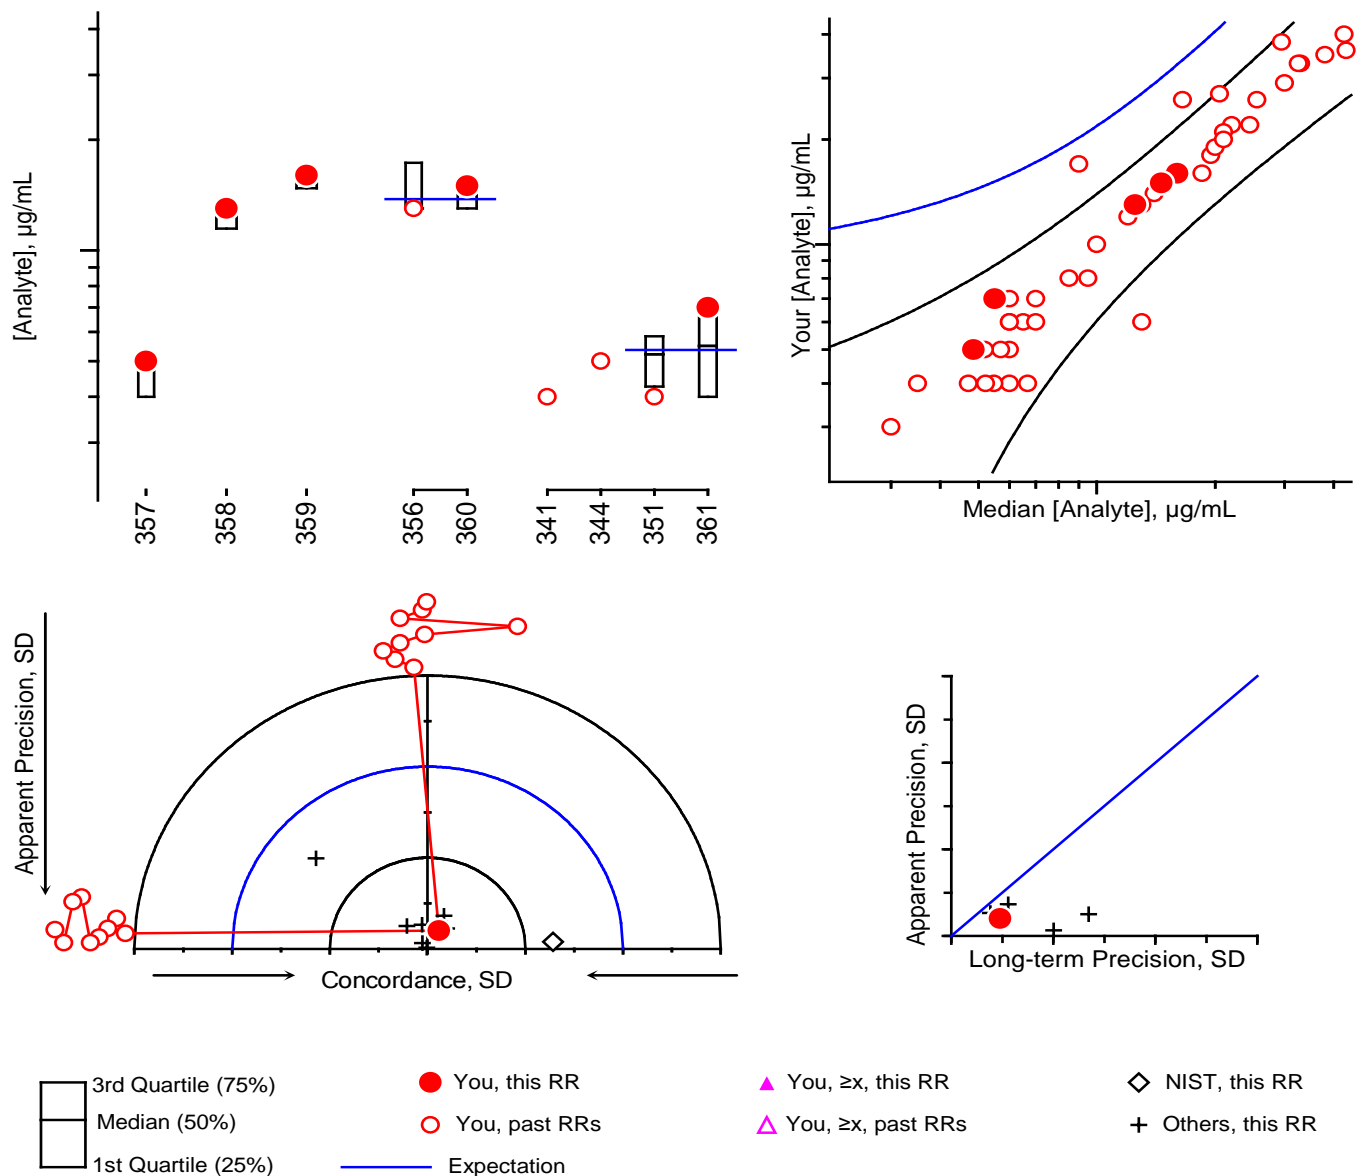 [Analyte], µg/mL
357
358
359
356
360
341
344
351
361
Your [Analyte], µg/mL
Median [Analyte], µg/mL
Apparent Precision, SD
Concordance, SD
Apparent Precision, SD
Long-term Precision, SD
3rd Quartile (75%)
Median (50%)
1st Quartile (25%)
You, this RR
You, past RRs
Expectation
You, ≥x, this RR
You, ≥x, past RRs
NIST, this RR
Others, this RR